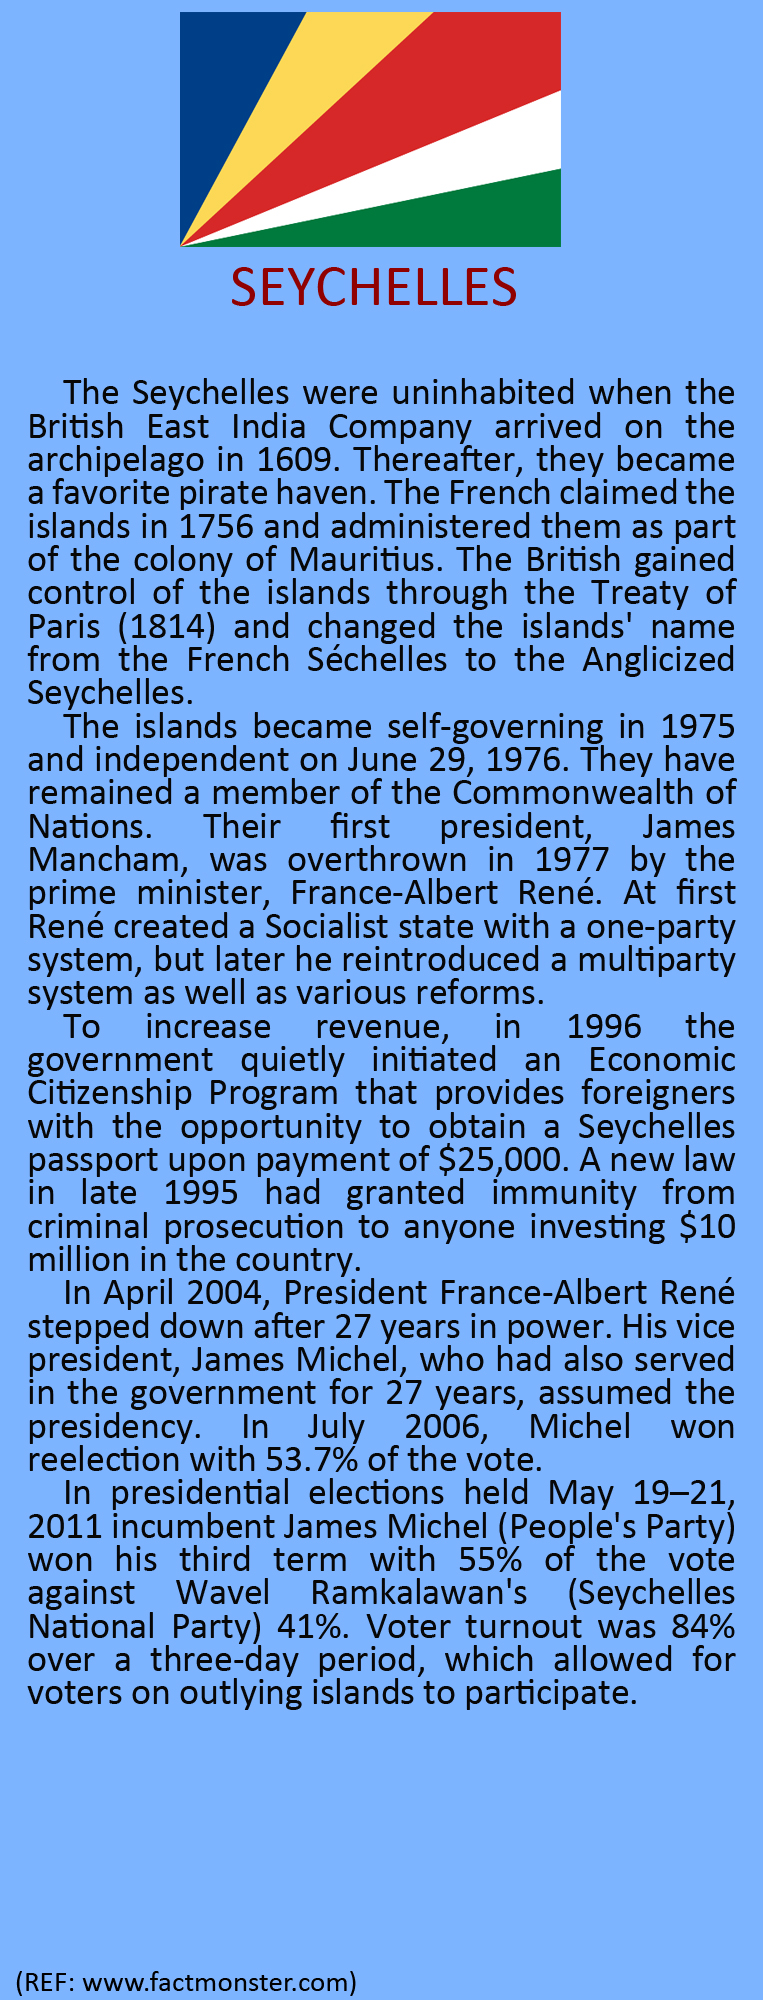 SEYCHELLES
The Seychelles were uninhabited when the
British East India Company arrived on the
archipelago in 1609. Thereafter, they became
a favorite pirate haven. The French claimed the
islands in 1756 and administered them as part
of the colony of Mauritius. The British gained
control of the islands through the Treaty of
Paris (1814) and changed the islands' name
from the French Séchelles to the Anglicized
Seychelles.
The islands became self-governing in 1975
and independent on June 29, 1976. They have
remained a member of the Commonwealth of
Nations. Their first president, James
Mancham, was overthrown in 1977 by the
prime minister, France-Albert René. At first
René created a Socialist state with a one-party
system, but later he reintroduced a multiparty
system as well as various reforms.
To increase revenue, in 1996 the
government quietly initiated an Economic
Citizenship Program that provides foreigners
with the opportunity to obtain a Seychelles
passport upon payment of $25,000. A new law
in late 1995 had granted immunity from
criminal prosecution to anyone investing $10
million in the country.
In April 2004, President France-Albert René
stepped down after 27 years in power. His vice
president, James Michel, who had also served
in the government for 27 years, assumed the
presidency. In July 2006, Michel won
reelection with 53.7% of the vote.
In presidential elections held May 19–21,
2011 incumbent James Michel (People's Party)
won his third term with 55% of the vote
against Wavel Ramkalawan's (Seychelles
National Party) 41%. Voter turnout was 84%
over a three-day period, which allowed for
voters on outlying islands to participate.
(REF: www.factmonster.com)